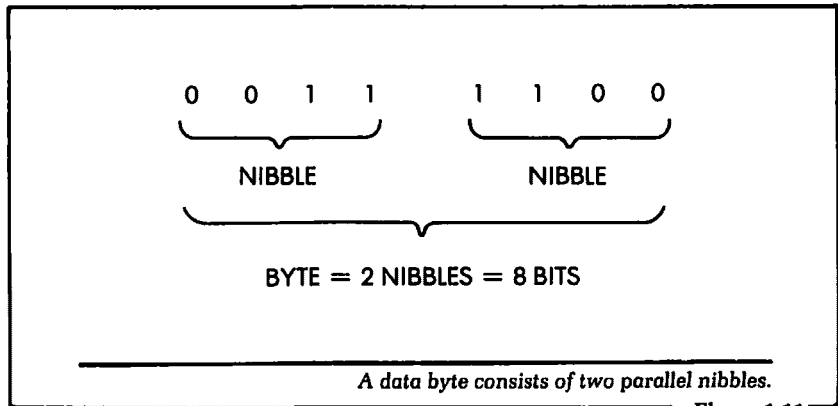 0 0 1 1 1 1 0 0
NIBBLE NIBBLE
BYTE = 2 NIBBLES = 8 BITS
A data byte consists of two parallel nibbles.